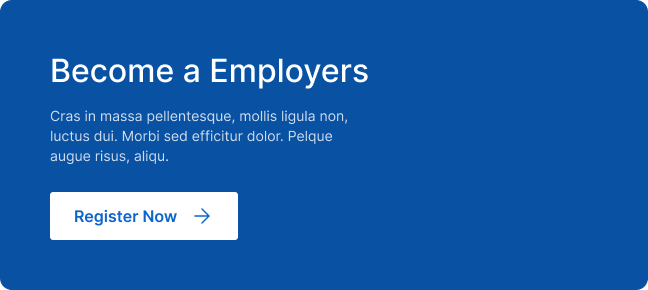 Become a Employers
Cras in massa pellentesque, mollis ligula non,
luctus dui. Morbi sed efficitur dolor. Pelque
augue risus, aliqu.
Register Now